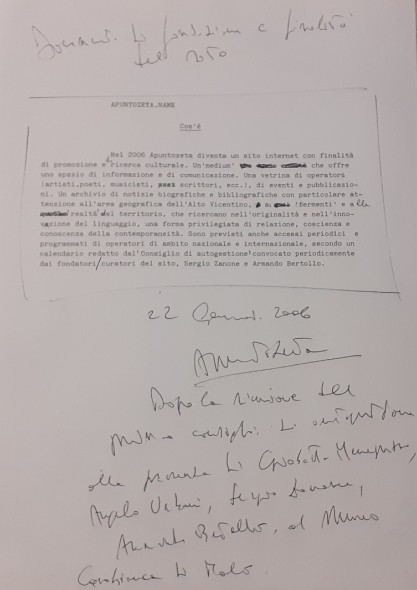 Documenti di fondazione e finalità
del sito
APUNTOZETA.NAME
Cos'é
Nel 2006 Apuntozeta diventa un sito internet con finalità
di promozione e ricerca culturale. Un'medium' che offre
uno spazio di informazione e di comunicazione. Una vetrina di operatori
(artisti,poeti, musicisti, scrittori, ecc.), di eventi e pubblicazio-
ni. Un archivio di notizie biografiche e bibliografiche con particolare at-
tenzione all'area geografica dell'Alto Vicentino, 'fermenti' e alle
realtà del territorio, che ricercano nell'originalità e nell'inno-
vazione del linguaggio, una forma privilegiata di relazione, coscienza e
conoscenza della contemporaneità. Sono previsti anche accessi periodici e
programmati di operatori di ambito nazionale e internazionale, secondo un
calendario redatto dal'Consiglio di autogestione'convocato periodicamente
dai fondatori/curatori del sito, Sergio Zanone e Armando Bertollo.
22 2006
Apuntozeta
Dopo la riunione del
primo consiglio di autogestione
alla presenza di
Angelo Urbani, Sergio Zanone,
Armando Bertollo, al Museo
di Malo.